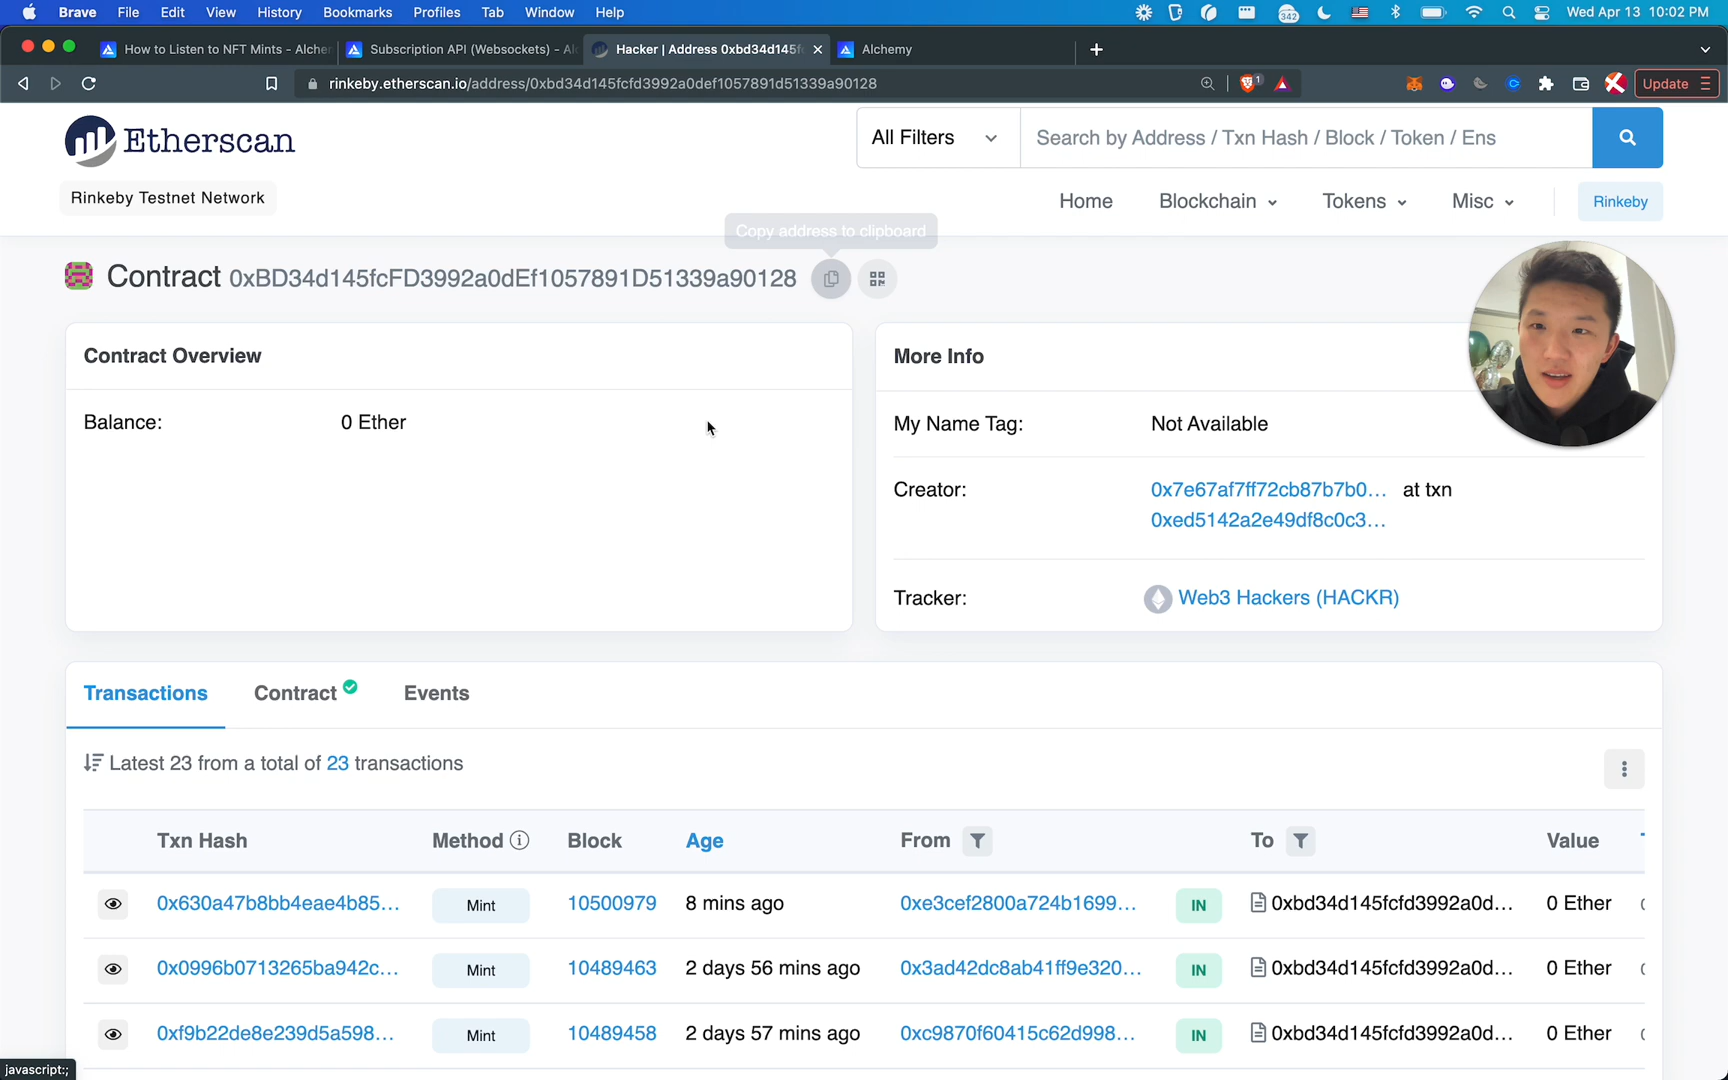 Brave File Edit View History Bookmarks Profiles Tab Window Help 342 Wed Apr 13 10:02 PM
How to Listen to NFT Mints - Alcher Subscription API (Websockets) - Al Hacker | Address 0xbd34d145f Alchemy
rinkeby.etherscan.io/address/0xbd34d145fcfd3992a0def1057891d51339a90128 1 Update
Etherscan
All Filters Search by Address / Txn Hash / Block / Token / Ens
Rinkeby Testnet Network
Home Blockchain Tokens Misc Rinkeby
Copy address to clipboard
Contract 0xBD34d145fcFD3992a0dEf1057891D51339a90128
Contract Overview
Balance: 0 Ether
More Info
My Name Tag: Not Available
Creator: 0x7e67af7ff72cb87b7b0... at txn
0xed5142a2e49df8c0c3...
Tracker: Web3 Hackers (HACKR)
Transactions Contract Events
Latest 23 from a total of 23 transactions
Txn Hash Method Block Age From To Value
0x630a47b8bb4eae4b85... Mint 10500979 8 mins ago 0xe3cef2800a724b1699... IN 0xbd34d145fcfd3992a0d... 0 Ether
0x0996b0713265ba942c... Mint 10489463 2 days 56 mins ago 0x3ad42dc8ab41ff9e320... IN 0xbd34d145fcfd3992a0d... 0 Ether
0xf9b22de8e239d5a598... Mint 10489458 2 days 57 mins ago 0xc9870f60415c62d998... IN 0xbd34d145fcfd3992a0d... 0 Ether
javascript:;